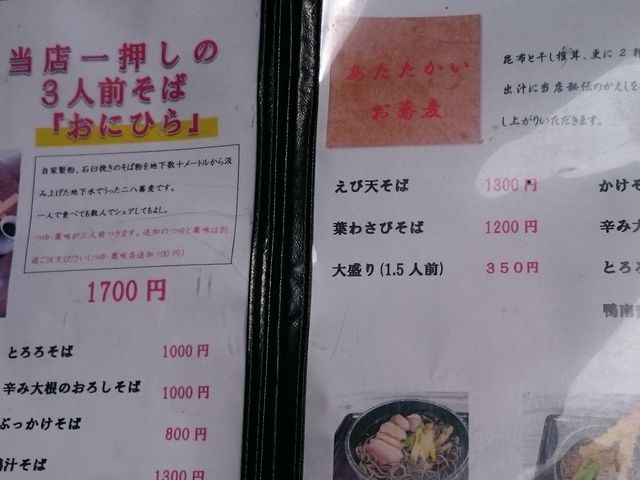 当店一押しの
３人前そば
『おにひら』
自家製粉、石臼挽きのそば粉を地下数十メートルから汲
み上げた地下水でうった二八蕎麦です。
一人で食べても数人でシェアしてもよし。
つゆ・薬味が三人前つきます。追加のつゆと薬味は別
途ご注文ください(つゆ・薬味各追加100円)
1700円
とろろそば 1000円
辛み大根のおろしそば 1000円
ぶっかけそば 800円
汁そば 1300円
あたたかい
お蕎麦
昆布と干し椎茸、更に2種
出汁に当店秘伝のかえしを
し上がりいただきます。
えび天そば 1300円
葉わさびそば 1200円
大盛り(1.5人前) ３５０円
かけそ
辛み大
とろろ
鴨南